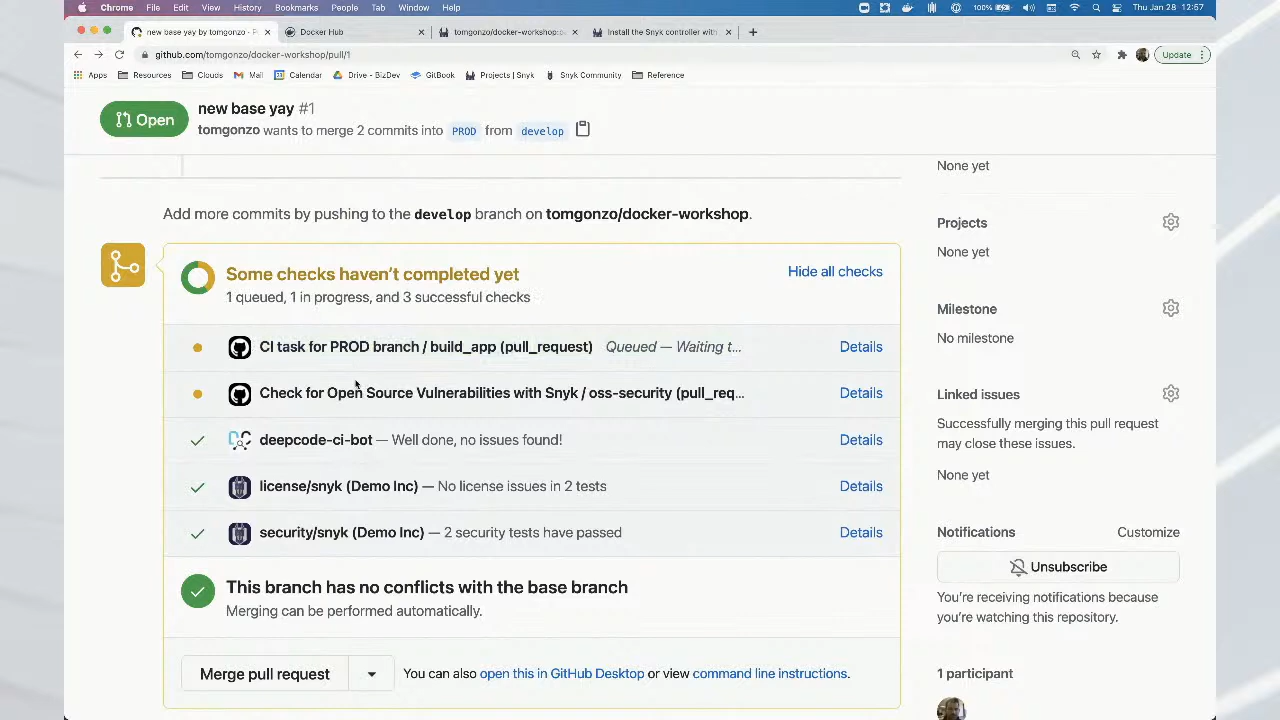 Chrome File Edit View History Bookmarks People Tab Window Help 100% Thu Jan 28 12:57
new base yay by tomgonzo · P × Docker Hub × tomgonzo/docker-workshop:p × Install the Snyk controller with × +
github.com/tomgonzo/docker-workshop/pull/1 Update
Apps Resources Clouds Mail Calendar Drive - BizDev GitBook Projects | Snyk Snyk Community Reference
Open
new base yay #1
tomgonzo wants to merge 2 commits into PROD from develop
Add more commits by pushing to the develop branch on tomgonzo/docker-workshop.
Some checks haven't completed yet
1 queued, 1 in progress, and 3 successful checks
Hide all checks
CI task for PROD branch / build_app (pull_request) Queued — Waiting t... Details
Check for Open Source Vulnerabilities with Snyk / oss-security (pull_req... Details
deepcode-ci-bot — Well done, no issues found! Details
license/snyk (Demo Inc) — No license issues in 2 tests Details
security/snyk (Demo Inc) — 2 security tests have passed Details
This branch has no conflicts with the base branch
Merging can be performed automatically.
Merge pull request You can also open this in GitHub Desktop or view command line instructions.
None yet
Projects
None yet
Milestone
No milestone
Linked issues
Successfully merging this pull request
may close these issues.
None yet
Notifications Customize
Unsubscribe
You're receiving notifications because
you're watching this repository.
1 participant